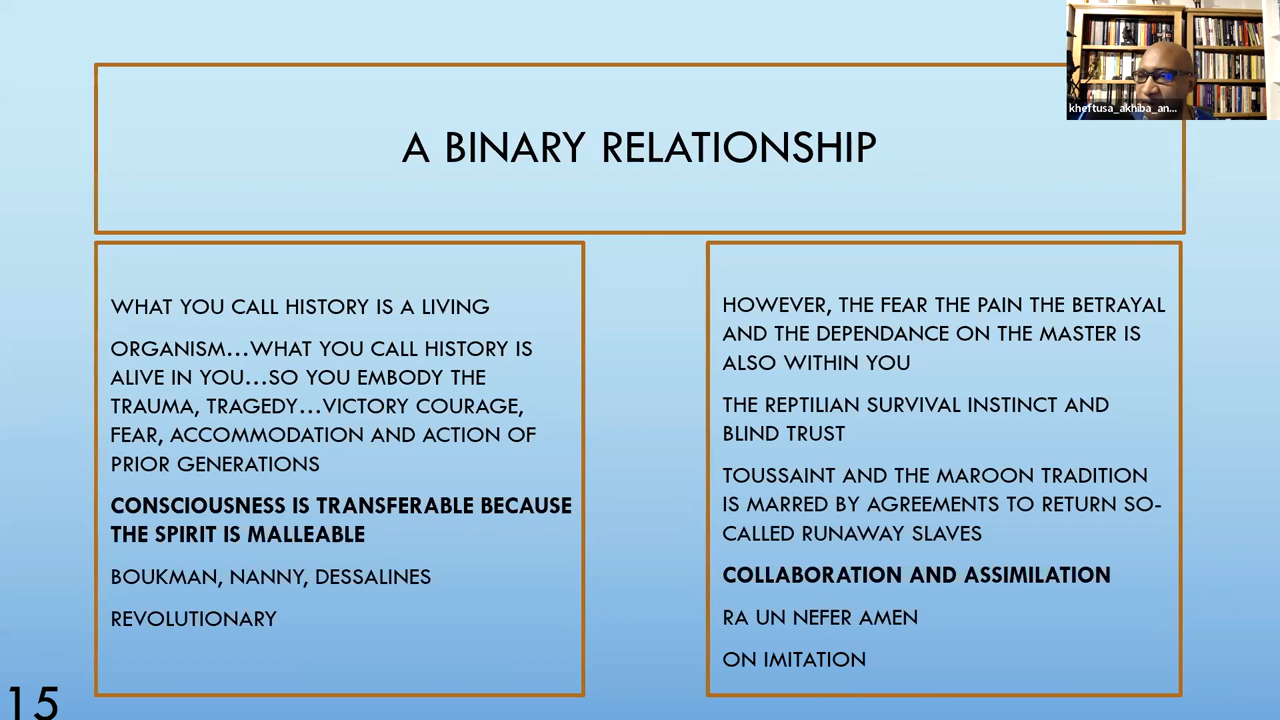 kheftusa_akhiba_an...
A BINARY RELATIONSHIP
WHAT YOU CALL HISTORY IS A LIVING
ORGANISM...WHAT YOU CALL HISTORY IS
ALIVE IN YOU...SO YOU EMBODY THE
TRAUMA, TRAGEDY...VICTORY COURAGE,
FEAR, ACCOMMODATION AND ACTION OF
PRIOR GENERATIONS
CONSCIOUSNESS IS TRANSFERABLE BECAUSE
THE SPIRIT IS MALLEABLE
BOUKMAN, NANNY, DESSALINES
REVOLUTIONARY
HOWEVER, THE FEAR THE PAIN THE BETRAYAL
AND THE DEPENDANCE ON THE MASTER IS
ALSO WITHIN YOU
THE REPTILIAN SURVIVAL INSTINCT AND
BLIND TRUST
TOUSSAINT AND THE MAROON TRADITION
IS MARRED BY AGREEMENTS TO RETURN SO-
CALLED RUNAWAY SLAVES
COLLABORATION AND ASSIMILATION
RA UN NEFER AMEN
ON IMITATION
15